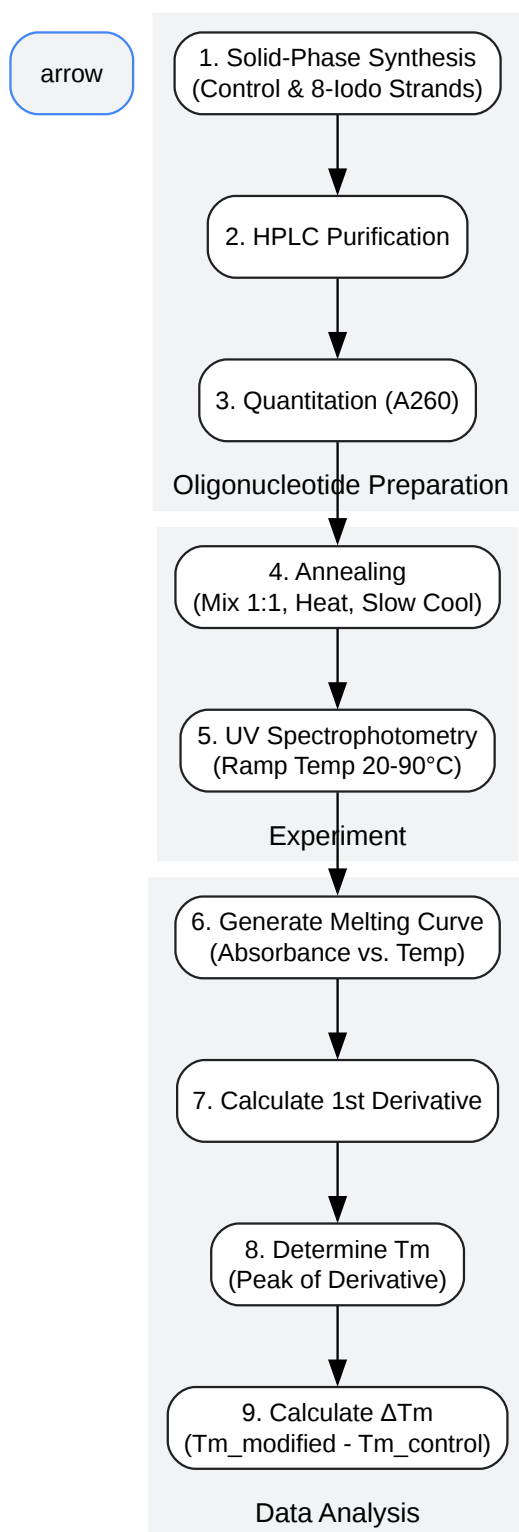 arrow
1. Solid-Phase Synthesis
(Control & 8-Iodo Strands)
2. HPLC Purification
3. Quantitation (A260)
Oligonucleotide Preparation
4. Annealing
(Mix 1:1, Heat, Slow Cool)
5. UV Spectrophotometry
(Ramp Temp 20-90°C)
Experiment
6. Generate Melting Curve
(Absorbance vs. Temp)
7. Calculate 1st Derivative
8. Determine Tm
(Peak of Derivative)
9. Calculate ΔTm
(Tm_modified - Tm_control)
Data Analysis